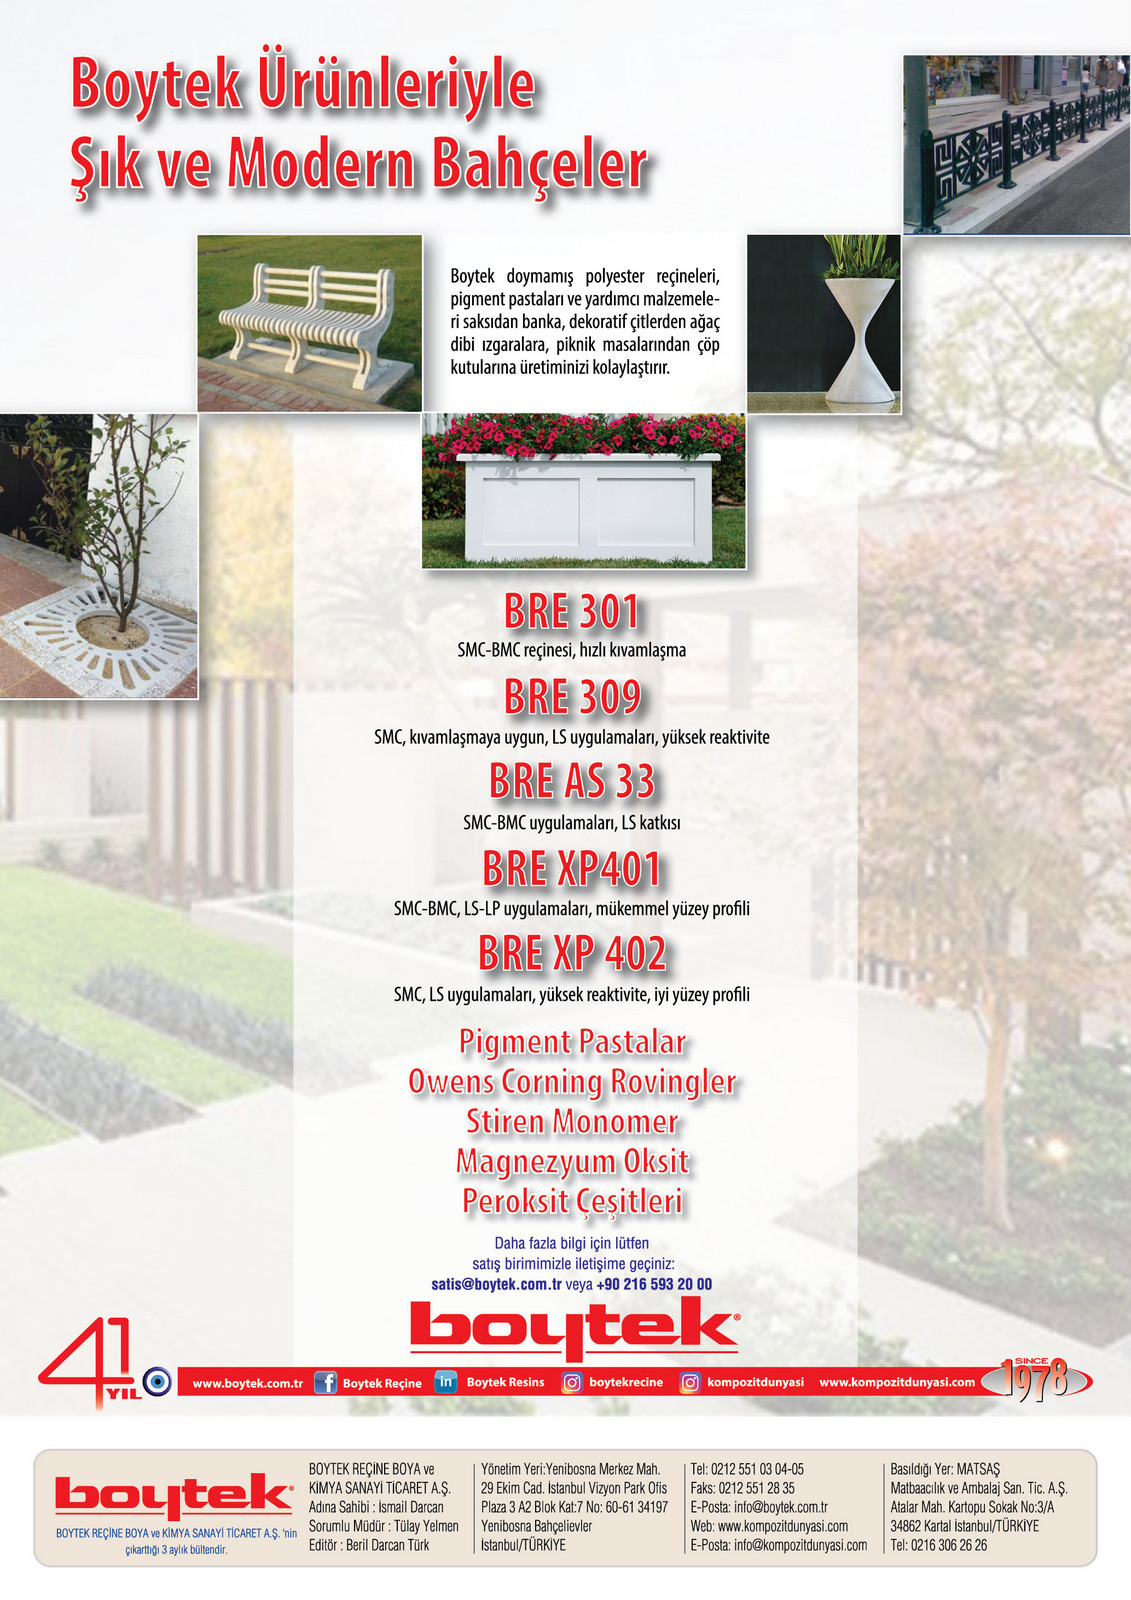 Boytek Ürünleriyle
Şık ve Modern Bahçeler
Boytek doymamış polyester reçineleri,
pigment pastaları ve yardımcı malzemele-
ri saksıdan banka, dekoratif çitlerden ağaç
dibi ızgaralara, piknik masalarından çöp
kutularına üretiminizi kolaylaştırır.
BRE 301
SMC-BMC reçinesi, hızlı kıvamlaşma
BRE 309
SMC, kıvamlaşmaya uygun, LS uygulamaları, yüksek reaktivite
BRE AS 33
SMC-BMC uygulamaları, LS katkısı
BRE XP401
SMC-BMC, LS-LP uygulamaları, mükemmel yüzey profili
BRE XP 402
SMC, LS uygulamaları, yüksek reaktivite, iyi yüzey profili
Pigment Pastalar
Owens Corning Rovingler
Stiren Monomer
Magnezyum Oksit
Peroksit Çeşitleri
Daha fazla bilgi için lütfen
satış birimimizle iletişime geçiniz:
satis@boytek.com.tr veya +90 216 593 20 00
boytek®
41 YIL
www.boytek.com.tr Boytek Reçine Boytek Resins boytekrecine kompozitdunyasi www.kompozitdunyasi.com
SINCE
1978
boytek®
BOYTEK REÇİNE BOYA ve KİMYA SANAYİ TİCARET A.Ş. 'nin
çıkarttığı 3 aylık bültendir.
BOYTEK REÇİNE BOYA ve
KİMYA SANAYİ TİCARET A.Ş.
Adına Sahibi : İsmail Darcan
Sorumlu Müdür : Tülay Yelmen
Editör : Beril Darcan Türk
Yönetim Yeri:Yenibosna Merkez Mah.
29 Ekim Cad. İstanbul Vizyon Park Ofis
Plaza 3 A2 Blok Kat:7 No: 60-61 34197
Yenibosna Bahçelievler
İstanbul/TÜRKİYE
Tel: 0212 551 03 04-05
Faks: 0212 551 28 35
E-Posta: info@boytek.com.tr
Web: www.kompozitdunyasi.com
E-Posta: info@kompozitdunyasi.com
Basıldığı Yer: MATSAŞ
Matbaacılık ve Ambalaj San. Tic. A.Ş.
Atalar Mah. Kartopu Sokak No:3/A
34862 Kartal İstanbul/TÜRKİYE
Tel: 0216 306 26 26